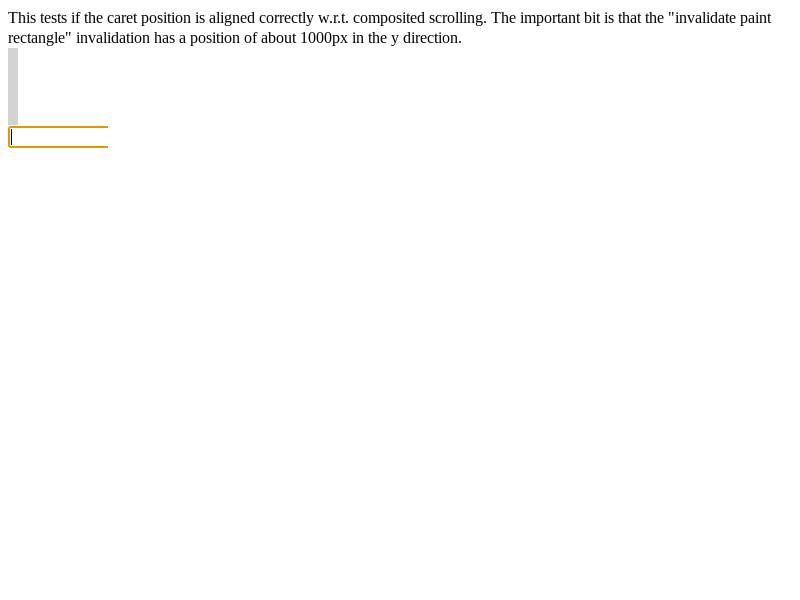 This tests if the caret position is aligned correctly w.r.t. composited scrolling. The important bit is that the "invalidate paint
rectangle" invalidation has a position of about 1000px in the y direction.